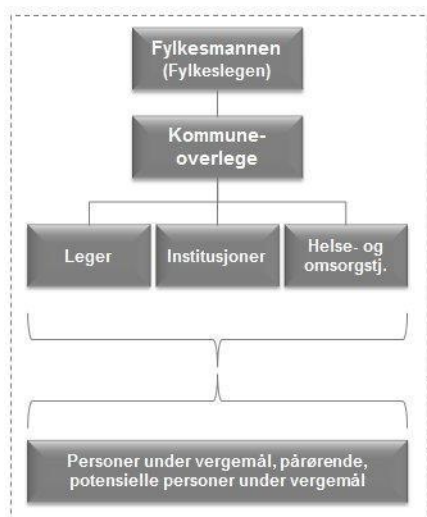 Fylkesmannen
(Fylkeslegen)
Kommune-
overlege
Leger
Institusjoner
Helse- og
omsorgstj.
Personer under vergemål, pårørende,
potensielle personer under vergemål